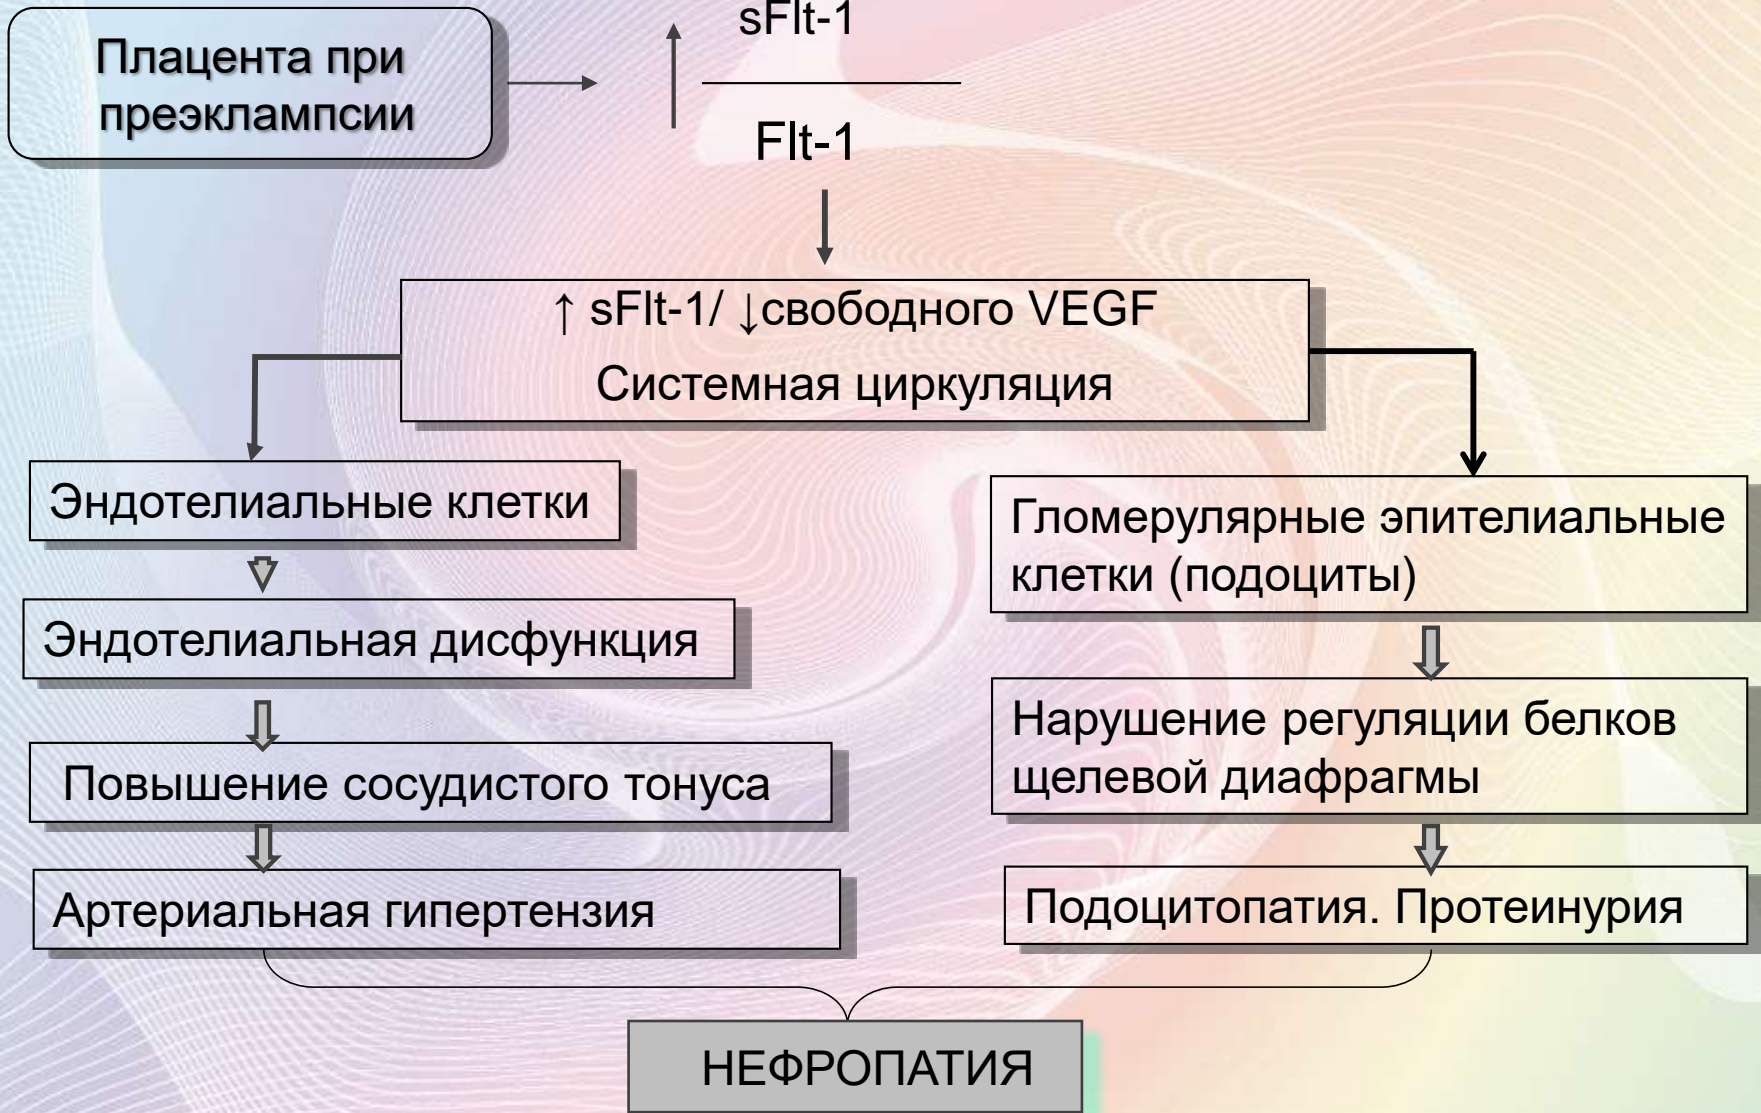 Плацента при
преэклампсии
sFlt-1
Flt-1
↑ sFlt-1/ ↓свободного VEGF
Системная циркуляция
Эндотелиальные клетки
Эндотелиальная дисфункция
Повышение сосудистого тонуса
Артериальная гипертензия
Гломерулярные эпителиальные
клетки (подоциты)
Нарушение регуляции белков
щелевой диафрагмы
Подоцитопатия. Протеинурия
НЕФРОПАТИЯ